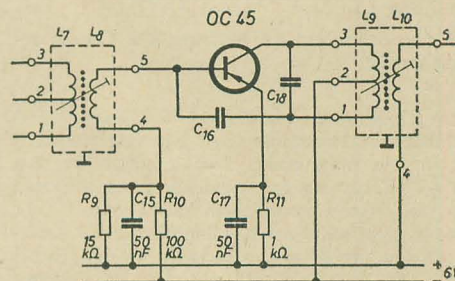 OC 45
L7 L8
L9 L10
3
5
3
5
2
2
1
4
1
4
C18
C16
R9
C15
R10
C17
R11
15 kΩ
50 nF
100 kΩ
50 nF
1 kΩ
+